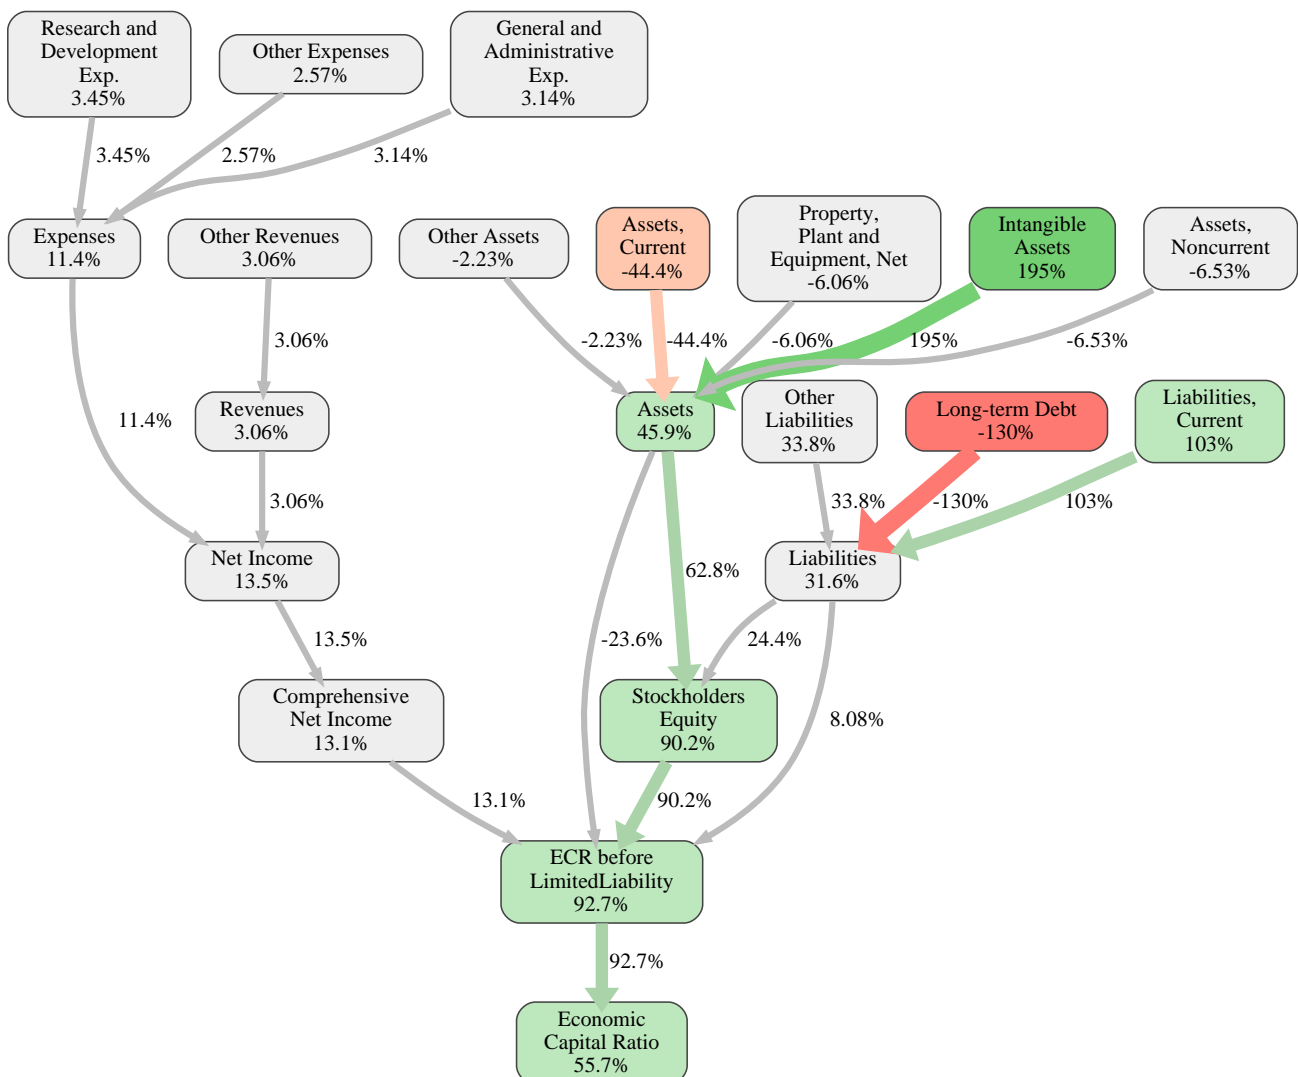 Research and
Development
Exp.
3.45%
Other Expenses
2.57%
General and
Administrative
Exp.
3.14%
3.45%
2.57%
3.14%
Expenses
11.4%
Other Revenues
3.06%
Other Assets
-2.23%
Assets,
Current
-44.4%
Property,
Plant and
Equipment, Net
-6.06%
Intangible
Assets
195%
Assets,
Noncurrent
-6.53%
3.06%
-2.23%
-44.4%
-6.06%
195%
-6.53%
11.4%
Revenues
3.06%
Assets
45.9%
Other
Liabilities
33.8%
Long-term Debt
-130%
Liabilities,
Current
103%
3.06%
33.8%
-130%
103%
Net Income
13.5%
62.8%
Liabilities
31.6%
13.5%
-23.6%
24.4%
8.08%
Comprehensive
Net Income
13.1%
Stockholders
Equity
90.2%
13.1%
90.2%
ECR before
LimitedLiability
92.7%
92.7%
Economic
Capital Ratio
55.7%